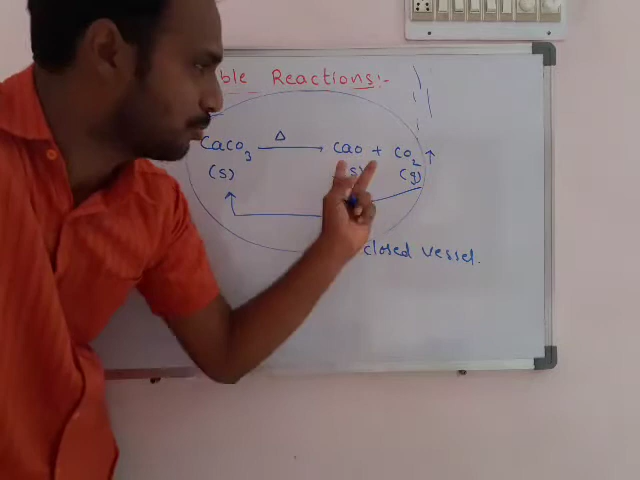 ble Reactions:-
CaCO3 Δ→ CaO + CO2 ↑
(s) (s) (g)
closed vessel.